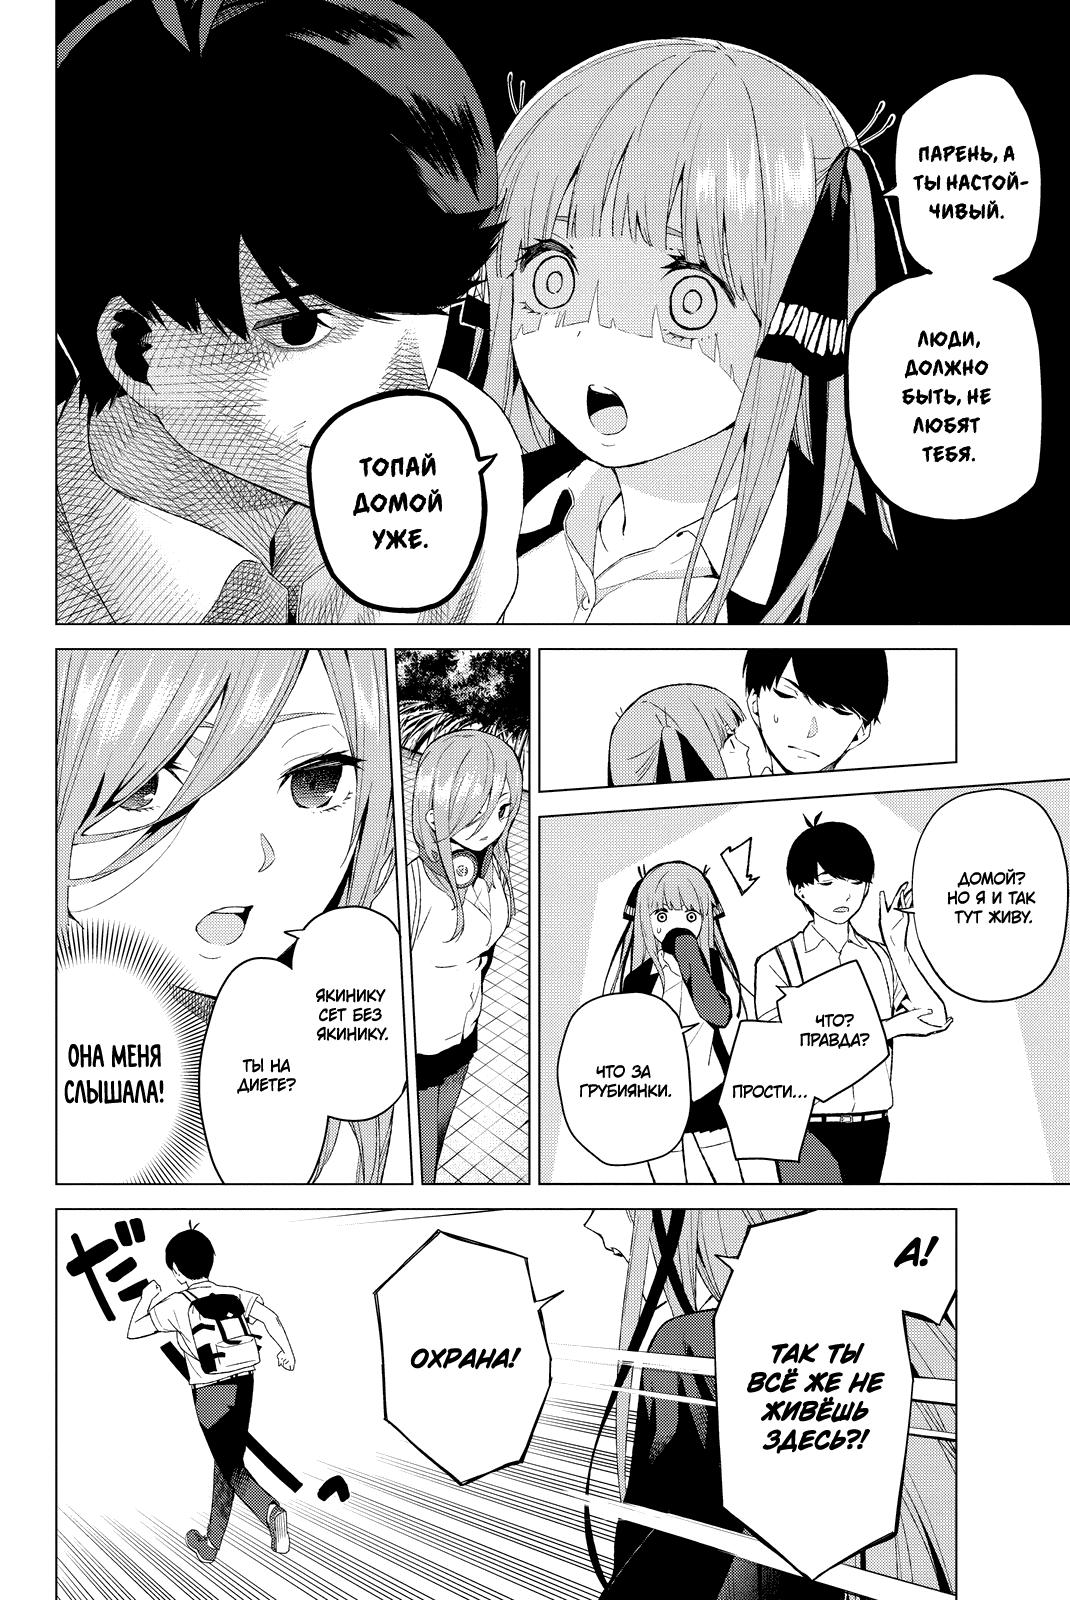 ПАРЕНЬ, А
ТЫ НАСТОЙ-
ЧИВЫЙ.
ЛЮДИ,
ДОЛЖНО
БЫТЬ, НЕ
ЛЮБЯТ
ТЕБЯ.
ТОПАЙ
ДОМОЙ
УЖЕ.
ДОМОЙ?
НО Я И ТАК
ТУТ ЖИВУ.
ЧТО?
ПРАВДА?
ПРОСТИ...
ЧТО ЗА
ГРУБИЯНКИ.
ЯКИНИКУ
СЕТ БЕЗ
ЯКИНИКУ.
ТЫ НА
ДИЕТЕ?
ОНА МЕНЯ
СЛЫШАЛА!
А!
ТАК ТЫ
ВСЁ ЖЕ НЕ
ЖИВЁШЬ
ЗДЕСЬ?!
ОХРАНА!
だっ